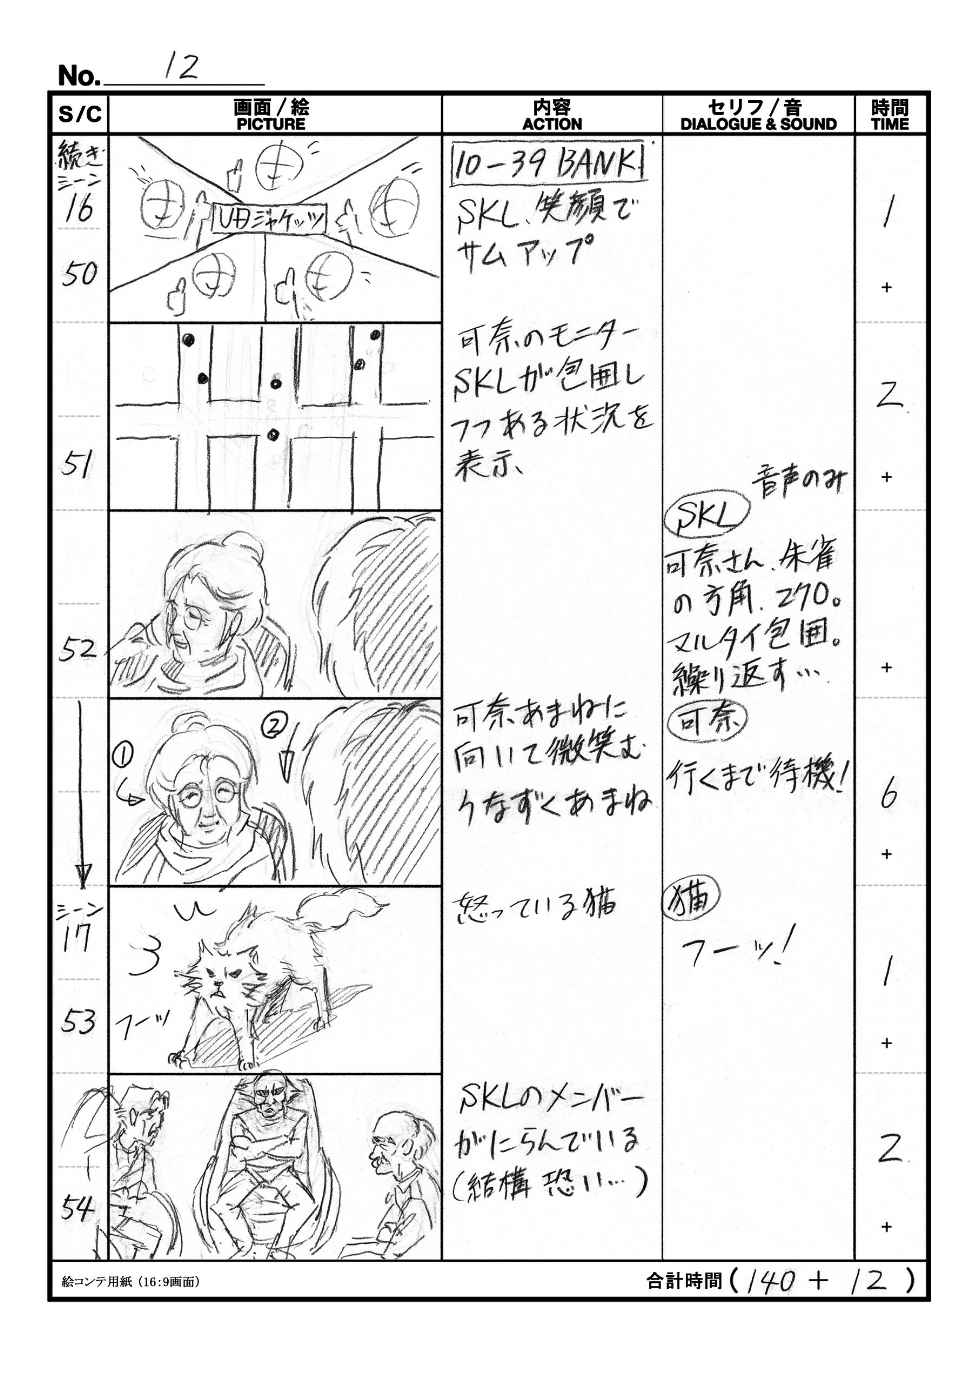 No. 12
S/C
画面/絵
PICTURE
内容
ACTION
セリフ/音
DIALOGUE & SOUND
時間
TIME
続き
シーン
16
50
UFOジャケッツ
10-39 BANK
SKL、笑顔で
サムアップ
1
+
51
可奈のモニター
SKLが包囲し
つつある状況を
表示、
2
+
52
音声のみ
SKL
可奈さん、朱雀
の方角、270。
マルタイ包囲。
繰り返す…
+
①
②
可奈、あまねに
向いて微笑む
うなずくあまね
可奈
行くまで待機!
6
+
シーン
17
53
フーッ
怒っている猫
猫
フーッ!
1
+
54
SKLのメンバー
がにらんでいる
(結構 恐い…)
2
+
絵コンテ用紙(16:9画面)
合計時間(140 + 12)